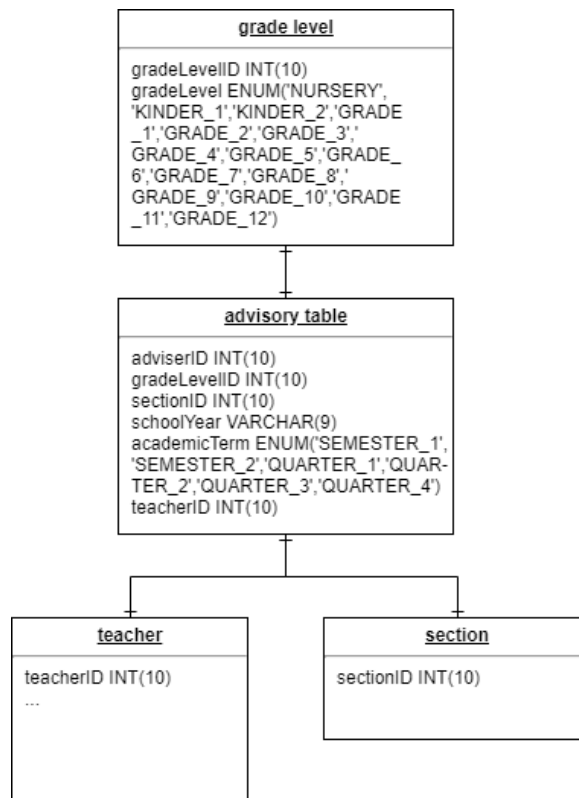 grade level
gradeLevelID INT(10)
gradeLevel ENUM('NURSERY',
'KINDER_1','KINDER_2','GRADE
_1','GRADE_2','GRADE_3','
GRADE_4','GRADE_5','GRADE_
6','GRADE_7','GRADE_8','
GRADE_9','GRADE_10','GRADE
_11','GRADE_12')
advisory table
adviserID INT(10)
gradeLevelID INT(10)
sectionID INT(10)
schoolYear VARCHAR(9)
academicTerm ENUM('SEMESTER_1',
'SEMESTER_2','QUARTER_1','QUAR-
TER_2','QUARTER_3','QUARTER_4')
teacherID INT(10)
teacher
teacherID INT(10)
...
section
sectionID INT(10)